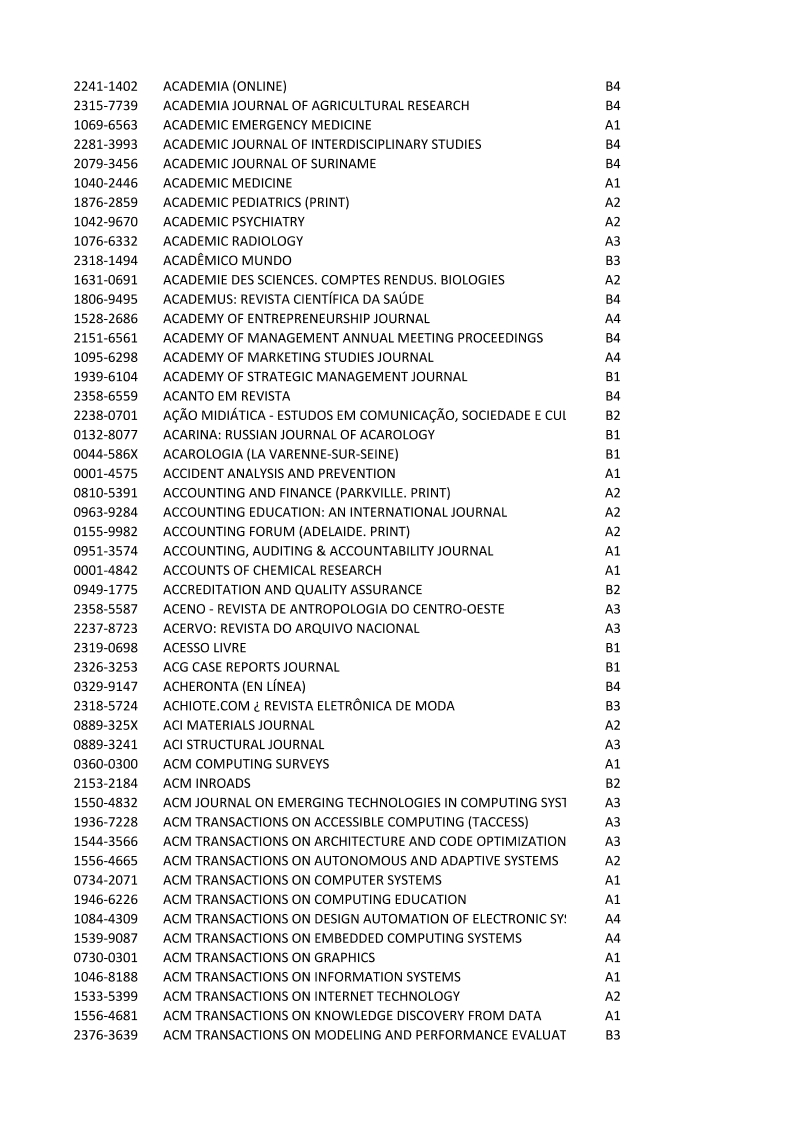 2241-1402 ACADEMIA (ONLINE) B4
2315-7739 ACADEMIA JOURNAL OF AGRICULTURAL RESEARCH B4
1069-6563 ACADEMIC EMERGENCY MEDICINE A1
2281-3993 ACADEMIC JOURNAL OF INTERDISCIPLINARY STUDIES B4
2079-3456 ACADEMIC JOURNAL OF SURINAME B4
1040-2446 ACADEMIC MEDICINE A1
1876-2859 ACADEMIC PEDIATRICS (PRINT) A2
1042-9670 ACADEMIC PSYCHIATRY A2
1076-6332 ACADEMIC RADIOLOGY A3
2318-1494 ACADÊMICO MUNDO B3
1631-0691 ACADEMIE DES SCIENCES. COMPTES RENDUS. BIOLOGIES A2
1806-9495 ACADEMUS: REVISTA CIENTÍFICA DA SAÚDE B4
1528-2686 ACADEMY OF ENTREPRENEURSHIP JOURNAL A4
2151-6561 ACADEMY OF MANAGEMENT ANNUAL MEETING PROCEEDINGS B4
1095-6298 ACADEMY OF MARKETING STUDIES JOURNAL A4
1939-6104 ACADEMY OF STRATEGIC MANAGEMENT JOURNAL B1
2358-6559 ACANTO EM REVISTA B4
2238-0701 AÇÃO MIDIÁTICA - ESTUDOS EM COMUNICAÇÃO, SOCIEDADE E CUL B2
0132-8077 ACARINA: RUSSIAN JOURNAL OF ACAROLOGY B1
0044-586X ACAROLOGIA (LA VARENNE-SUR-SEINE) B1
0001-4575 ACCIDENT ANALYSIS AND PREVENTION A1
0810-5391 ACCOUNTING AND FINANCE (PARKVILLE. PRINT) A2
0963-9284 ACCOUNTING EDUCATION: AN INTERNATIONAL JOURNAL A2
0155-9982 ACCOUNTING FORUM (ADELAIDE. PRINT) A2
0951-3574 ACCOUNTING, AUDITING & ACCOUNTABILITY JOURNAL A1
0001-4842 ACCOUNTS OF CHEMICAL RESEARCH A1
0949-1775 ACCREDITATION AND QUALITY ASSURANCE B2
2358-5587 ACENO - REVISTA DE ANTROPOLOGIA DO CENTRO-OESTE A3
2237-8723 ACERVO: REVISTA DO ARQUIVO NACIONAL A3
2319-0698 ACESSO LIVRE B1
2326-3253 ACG CASE REPORTS JOURNAL B1
0329-9147 ACHERONTA (EN LÍNEA) B4
2318-5724 ACHIOTE.COM ¿ REVISTA ELETRÔNICA DE MODA B3
0889-325X ACI MATERIALS JOURNAL A2
0889-3241 ACI STRUCTURAL JOURNAL A3
0360-0300 ACM COMPUTING SURVEYS A1
2153-2184 ACM INROADS B2
1550-4832 ACM JOURNAL ON EMERGING TECHNOLOGIES IN COMPUTING SYST A3
1936-7228 ACM TRANSACTIONS ON ACCESSIBLE COMPUTING (TACCESS) A3
1544-3566 ACM TRANSACTIONS ON ARCHITECTURE AND CODE OPTIMIZATION A3
1556-4665 ACM TRANSACTIONS ON AUTONOMOUS AND ADAPTIVE SYSTEMS A2
0734-2071 ACM TRANSACTIONS ON COMPUTER SYSTEMS A1
1946-6226 ACM TRANSACTIONS ON COMPUTING EDUCATION A1
1084-4309 ACM TRANSACTIONS ON DESIGN AUTOMATION OF ELECTRONIC SYS A4
1539-9087 ACM TRANSACTIONS ON EMBEDDED COMPUTING SYSTEMS A4
0730-0301 ACM TRANSACTIONS ON GRAPHICS A1
1046-8188 ACM TRANSACTIONS ON INFORMATION SYSTEMS A1
1533-5399 ACM TRANSACTIONS ON INTERNET TECHNOLOGY A2
1556-4681 ACM TRANSACTIONS ON KNOWLEDGE DISCOVERY FROM DATA A1
2376-3639 ACM TRANSACTIONS ON MODELING AND PERFORMANCE EVALUAT B3